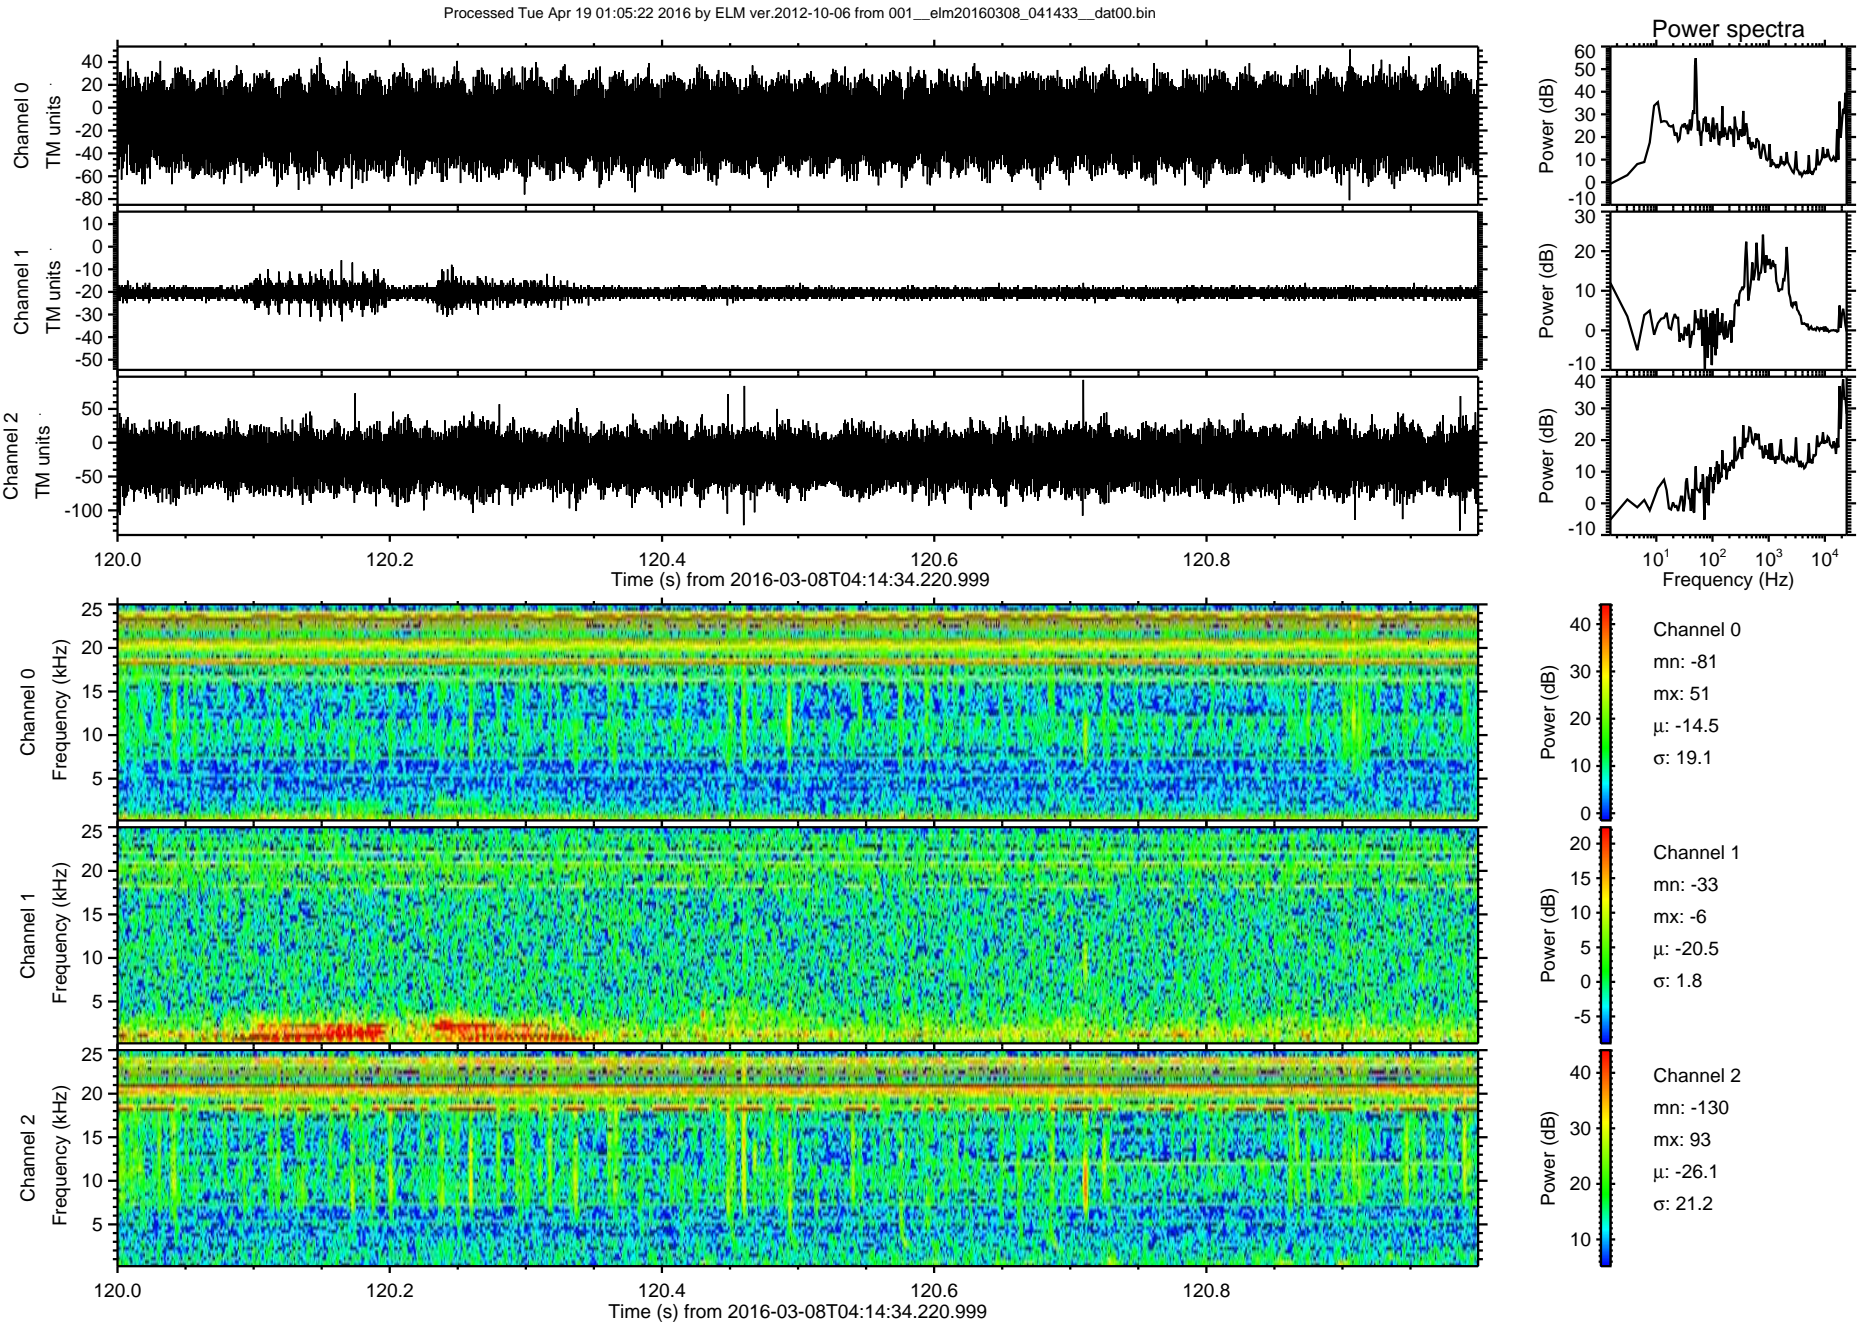 Processed Tue Apr 19 01:05:22 2016 by ELM ver.2012-10-06 from 001__elm20160308_041433__dat00.bin
Power spectra
Channel 0
TM units
40
20
0
-20
-40
-60
-80
Power (dB)
60
50
40
30
20
10
0
-10
Channel 1
TM units
10
0
-10
-20
-30
-40
-50
Power (dB)
30
20
10
0
-10
Channel 2
TM units
50
0
-50
-100
Power (dB)
40
30
20
10
0
-10
120.0 120.2 120.4 120.6 120.8
Time (s) from 2016-03-08T04:14:34.220.999
10^1 10^2 10^3 10^4
Frequency (Hz)
Channel 0
Frequency (kHz)
25
20
15
10
5
Power (dB)
40
30
20
10
0
Channel 0
mn: -81
mx: 51
μ: -14.5
σ: 19.1
Channel 1
Frequency (kHz)
25
20
15
10
5
Power (dB)
20
15
10
5
0
-5
Channel 1
mn: -33
mx: -6
μ: -20.5
σ: 1.8
Channel 2
Frequency (kHz)
25
20
15
10
5
Power (dB)
40
30
20
10
Channel 2
mn: -130
mx: 93
μ: -26.1
σ: 21.2
120.0 120.2 120.4 120.6 120.8
Time (s) from 2016-03-08T04:14:34.220.999